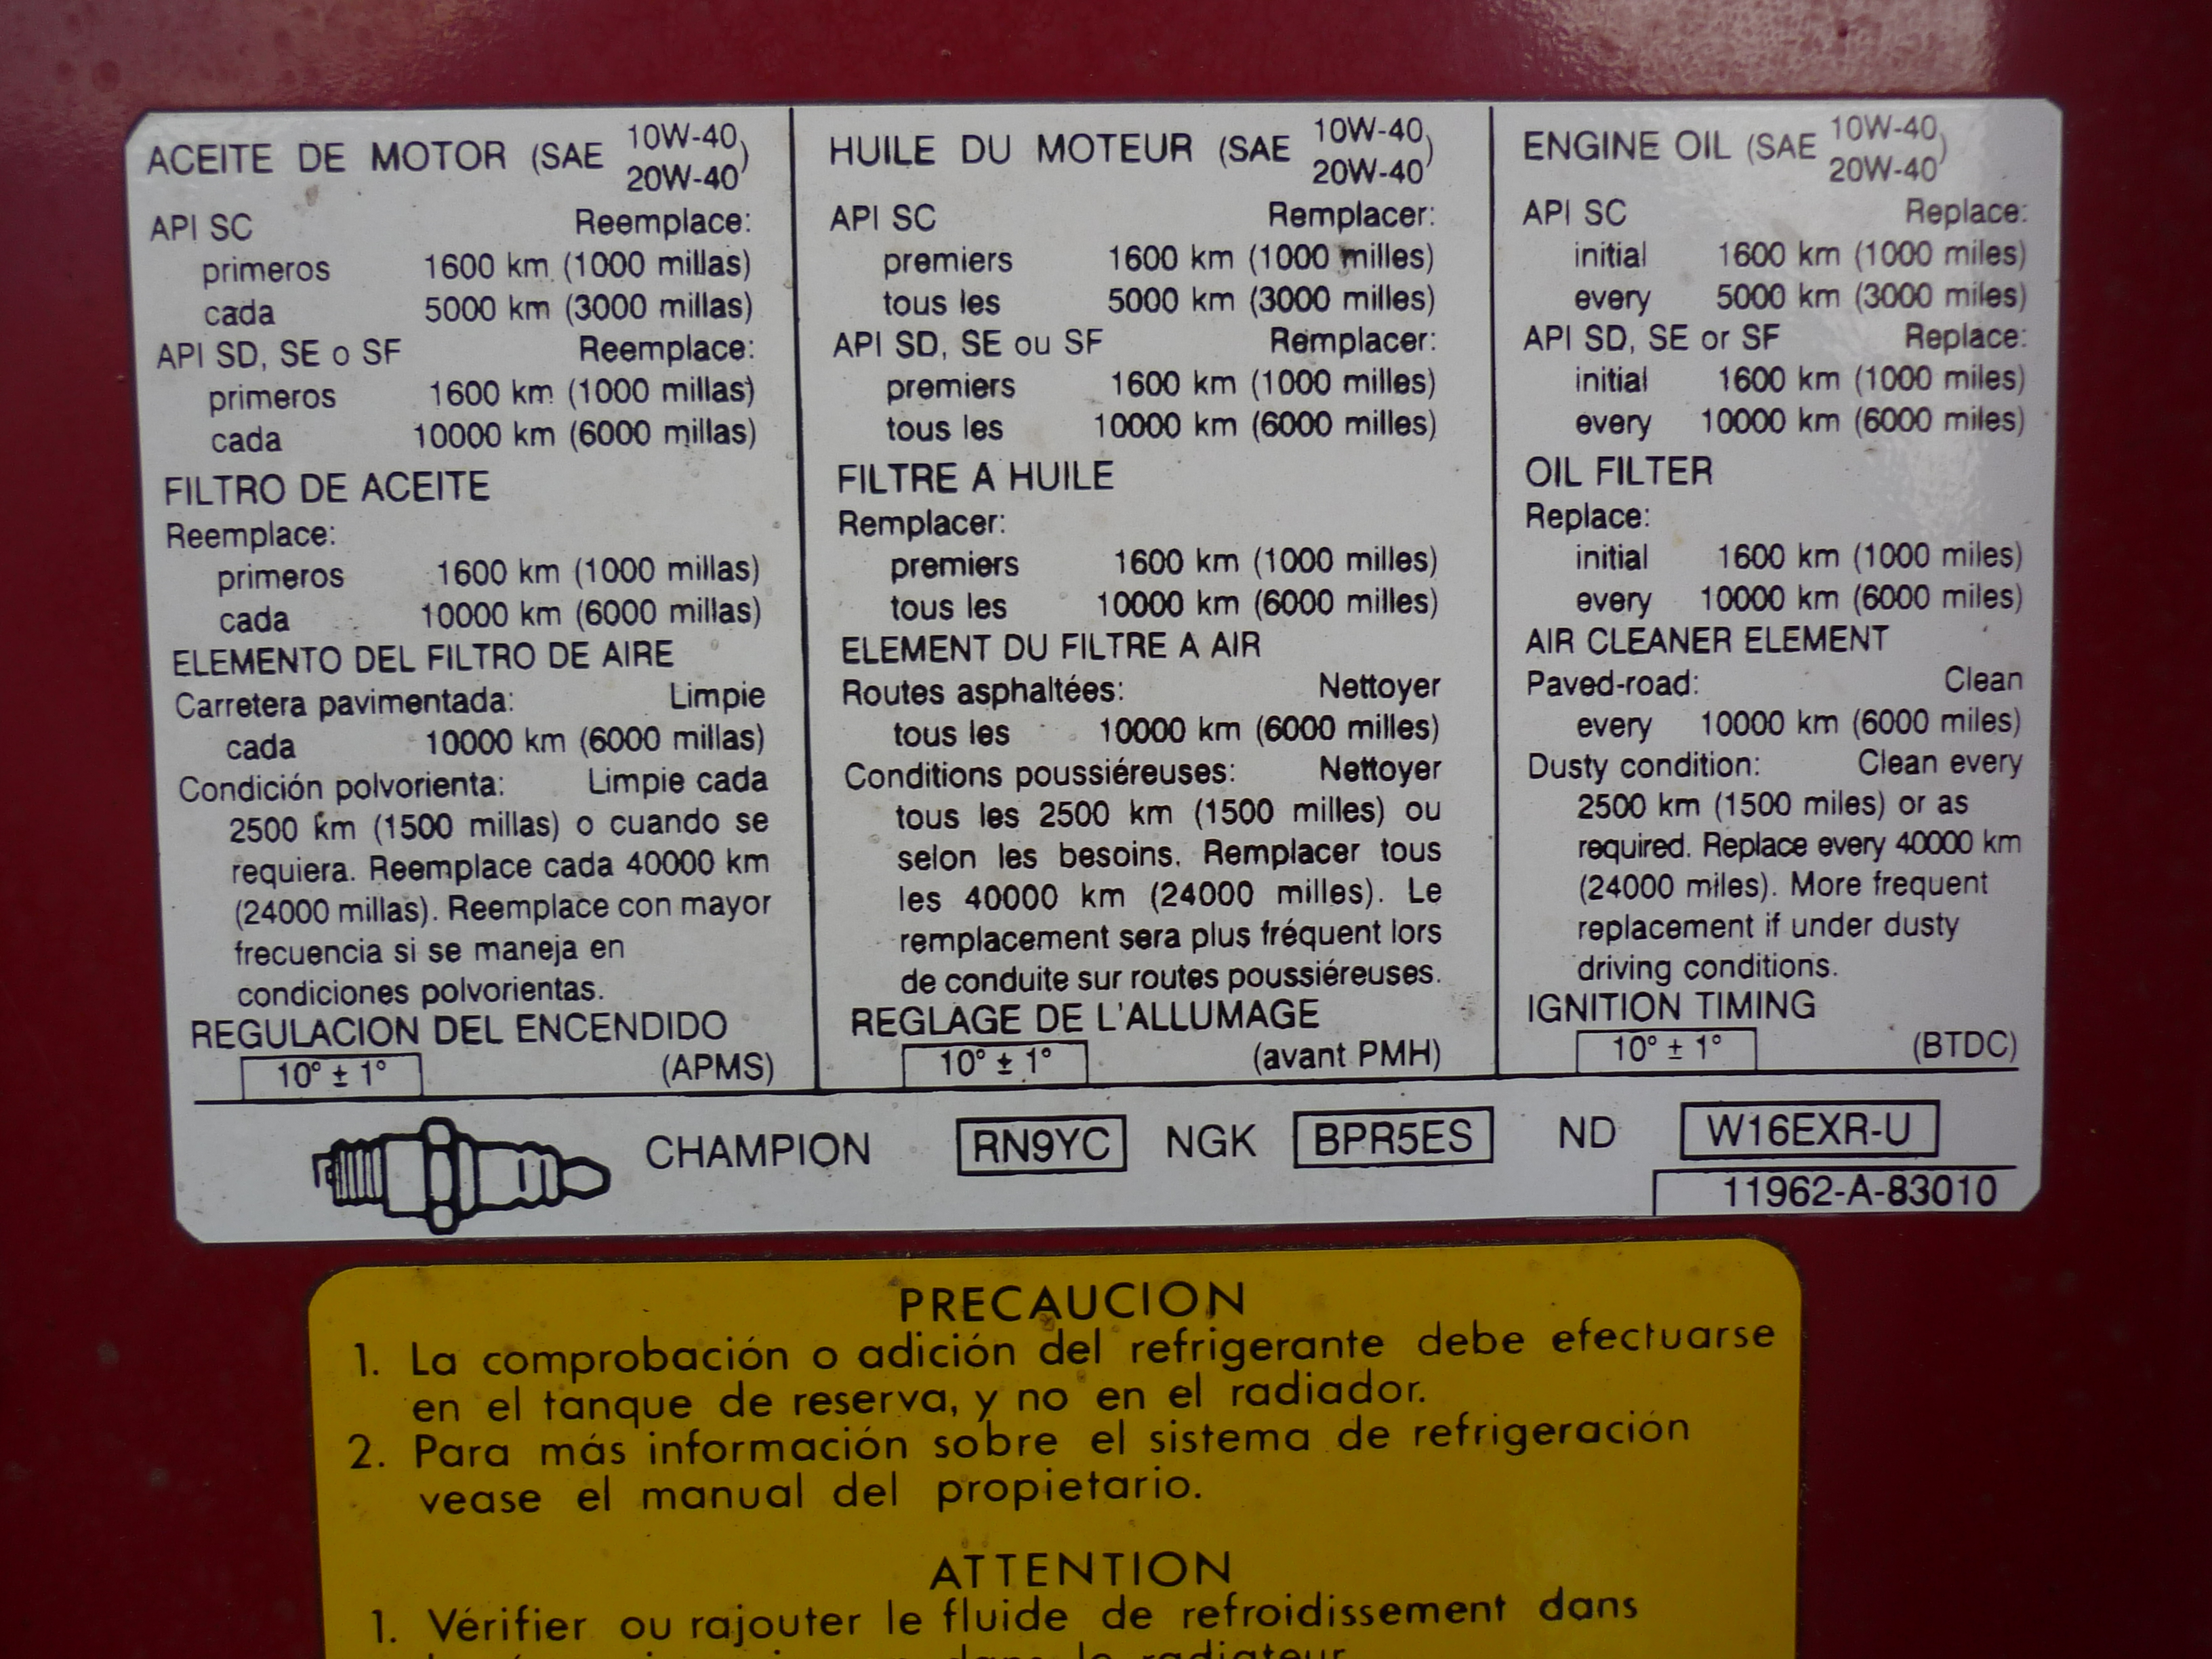 ACEITE DE MOTOR (SAE 10W-40, 20W-40)
API SC Reemplace:
primeros 1600 km (1000 millas)
cada 5000 km (3000 millas)
API SD, SE o SF Reemplace:
primeros 1600 km (1000 millas)
cada 10000 km (6000 millas)
FILTRO DE ACEITE
Reemplace:
primeros 1600 km (1000 millas)
cada 10000 km (6000 millas)
ELEMENTO DEL FILTRO DE AIRE
Carretera pavimentada: Limpie
cada 10000 km (6000 millas)
Condición polvorienta: Limpie cada
2500 km (1500 millas) o cuando se
requiera. Reemplace cada 40000 km
(24000 millas). Reemplace con mayor
frecuencia si se maneja en
condiciones polvorientas.
REGULACION DEL ENCENDIDO
10° ± 1° (APMS)
HUILE DU MOTEUR (SAE 10W-40, 20W-40)
API SC Remplacer:
premiers 1600 km (1000 milles)
tous les 5000 km (3000 milles)
API SD, SE ou SF Remplacer:
premiers 1600 km (1000 milles)
tous les 10000 km (6000 milles)
FILTRE A HUILE
Remplacer:
premiers 1600 km (1000 milles)
tous les 10000 km (6000 milles)
ELEMENT DU FILTRE A AIR
Routes asphaltées: Nettoyer
tous les 10000 km (6000 milles)
Conditions poussiéreuses: Nettoyer
tous les 2500 km (1500 milles) ou
selon les besoins. Remplacer tous
les 40000 km (24000 milles). Le
remplacement sera plus fréquent lors
de conduite sur routes poussiéreuses.
REGLAGE DE L'ALLUMAGE
10° ± 1° (avant PMH)
ENGINE OIL (SAE 10W-40, 20W-40)
API SC Replace:
initial 1600 km (1000 miles)
every 5000 km (3000 miles)
API SD, SE or SF Replace:
initial 1600 km (1000 miles)
every 10000 km (6000 miles)
OIL FILTER
Replace:
initial 1600 km (1000 miles)
every 10000 km (6000 miles)
AIR CLEANER ELEMENT
Paved-road: Clean
every 10000 km (6000 miles)
Dusty condition: Clean every
2500 km (1500 miles) or as
required. Replace every 40000 km
(24000 miles). More frequent
replacement if under dusty
driving conditions.
IGNITION TIMING
10° ± 1° (BTDC)
CHAMPION RN9YC NGK BPR5ES ND W16EXR-U
11962-A-83010
PRECAUCION
1. La comprobación o adición del refrigerante debe efectuarse
en el tanque de reserva, y no en el radiador.
2. Para más información sobre el sistema de refrigeración
vease el manual del propietario.
ATTENTION
1. Vérifier ou rajouter le fluide de refroidissement dans
dans le radiateur.